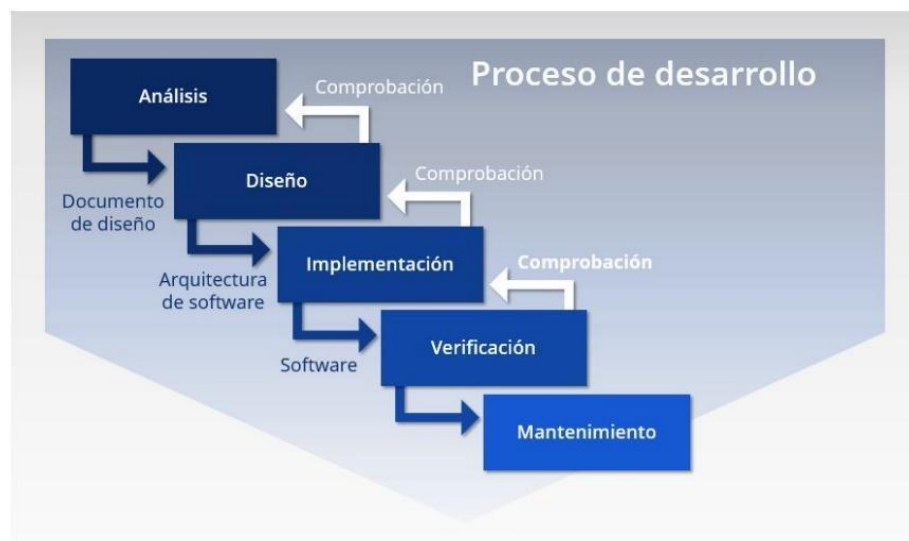 Proceso de desarrollo
Análisis
Comprobación
Documento
de diseño
Diseño
Comprobación
Arquitectura
de software
Implementación
Comprobación
Software
Verificación
Mantenimiento